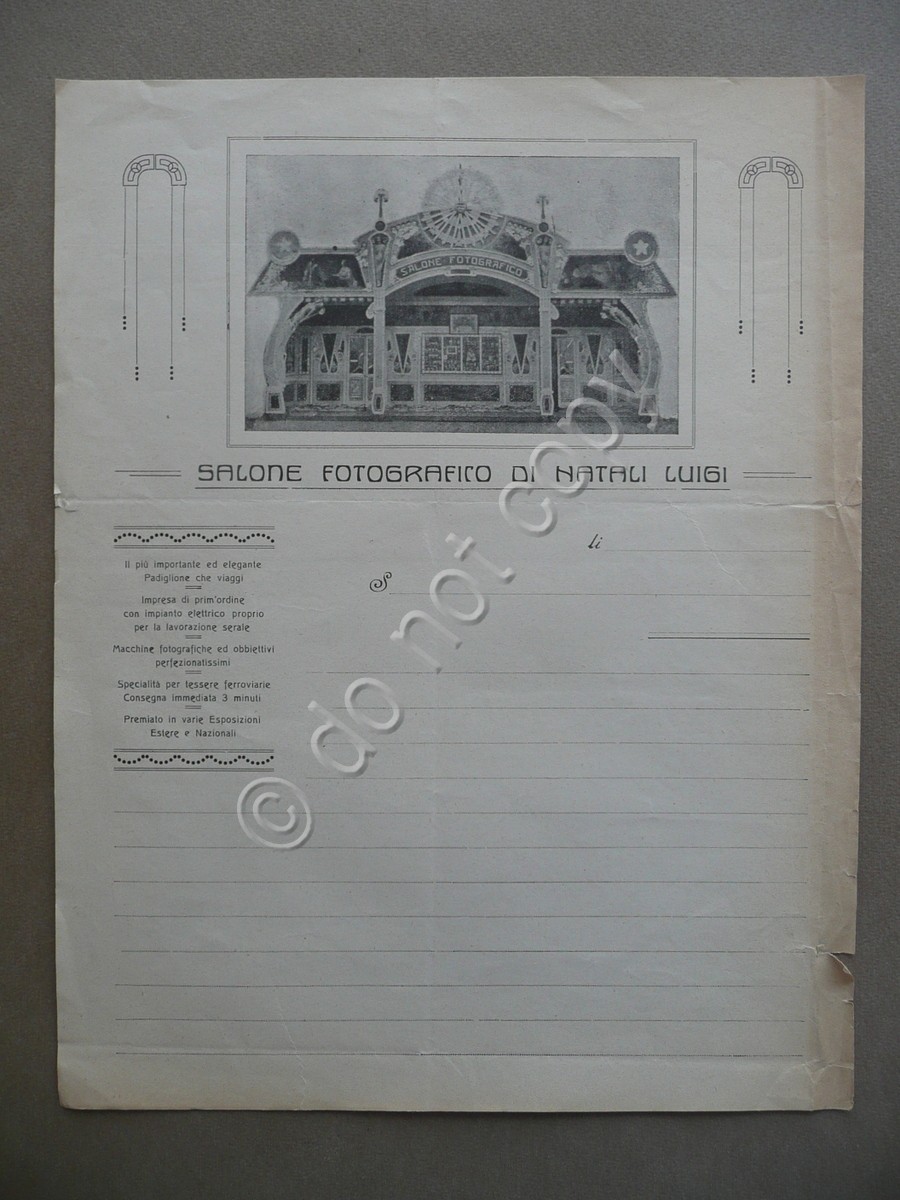 SALONE FOTOGRAFICO
SALONE FOTOGRAFICO DI NATALI LUIGI
li
S
Il più importante ed elegante
Padiglione che viaggi
Impresa di prim'ordine
con impianto elettrico proprio
per la lavorazione serale
Macchine fotografiche ed obbiettivi
perfezionatissimi
Specialità per tessere ferroviarie
Consegna immediata 3 minuti
Premiato in varie Esposizioni
Estere e Nazionali
© do not copy